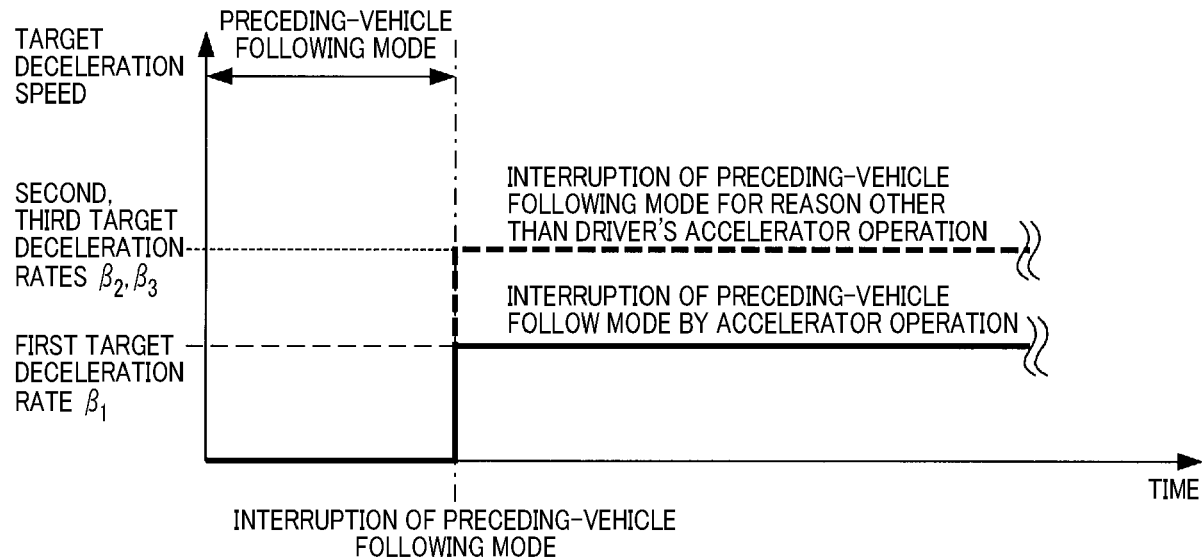 PRECEDING-VEHICLE
FOLLOWING MODE
TARGET
DECELERATION
SPEED
SECOND,
THIRD TARGET
DECELERATION
RATES β₂,β₃
INTERRUPTION OF PRECEDING-VEHICLE
FOLLOWING MODE FOR REASON OTHER
THAN DRIVER'S ACCELERATOR OPERATION
INTERRUPTION OF PRECEDING-VEHICLE
FOLLOW MODE BY ACCELERATOR OPERATION
FIRST TARGET
DECELERATION
RATE β₁
TIME
INTERRUPTION OF PRECEDING-VEHICLE
FOLLOWING MODE